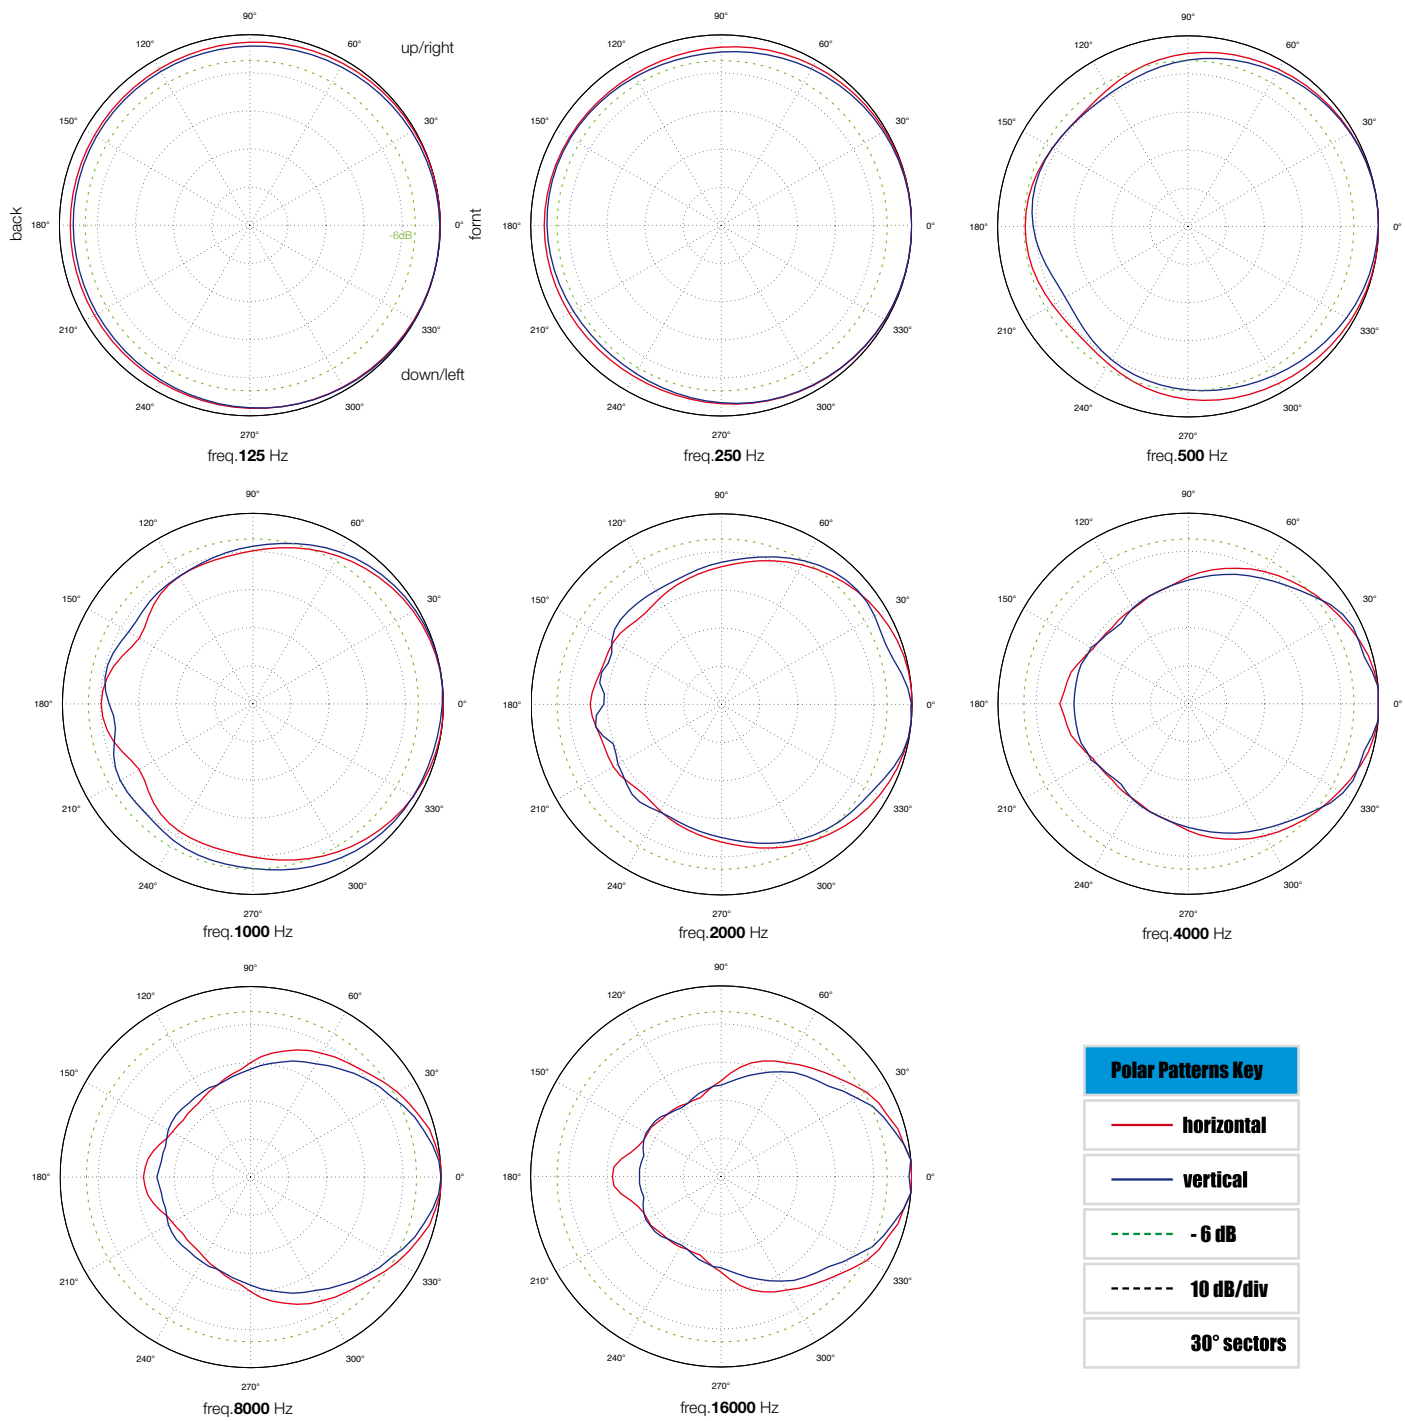 90° 90° 90°
120° 60° up/right 120° 60° 120° 60°
150° 30° 150° 30° 150° 30°
back 180° -6dB 0° fornt 180° 0° 180° 0°
210° 330° 210° 330° 210° 330°
down/left
240° 300° 240° 300° 240° 300°
270° 270° 270°
freq.125 Hz freq.250 Hz freq.500 Hz
90° 90° 90°
120° 60° 120° 60° 120° 60°
150° 30° 150° 30° 150° 30°
180° 0° 180° 0° 180° 0°
210° 330° 210° 330° 210° 330°
240° 300° 240° 300° 240° 300°
270° 270° 270°
freq.1000 Hz freq.2000 Hz freq.4000 Hz
90° 90°
120° 60° 120° 60°
150° 30° 150° 30°
180° 0° 180° 0°
210° 330° 210° 330°
240° 300° 240° 300°
270° 270°
freq.8000 Hz freq.16000 Hz
Polar Patterns Key
horizontal
vertical
- 6 dB
10 dB/div
30° sectors